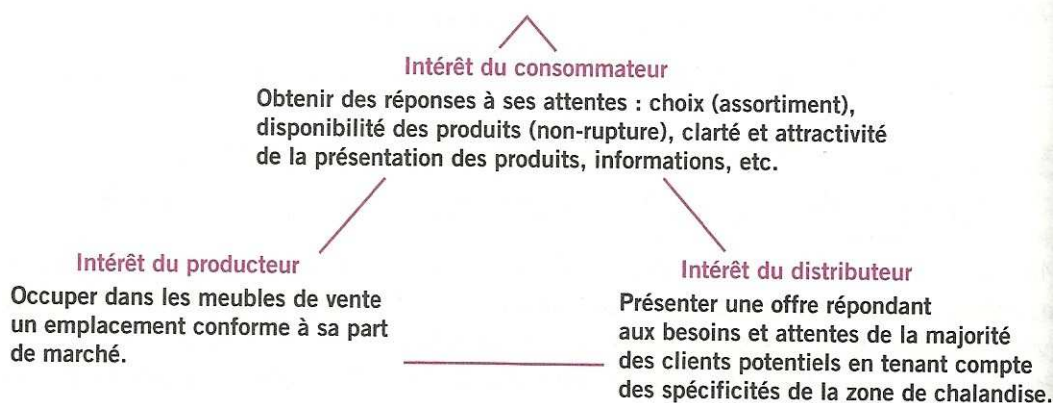 Intérêt du consommateur
Obtenir des réponses à ses attentes : choix (assortiment),
disponibilité des produits (non-rupture), clarté et attractivité
de la présentation des produits, informations, etc.
Intérêt du producteur
Occuper dans les meubles de vente
un emplacement conforme à sa part
de marché.
Intérêt du distributeur
Présenter une offre répondant
aux besoins et attentes de la majorité
des clients potentiels en tenant compte
des spécificités de la zone de chalandise.